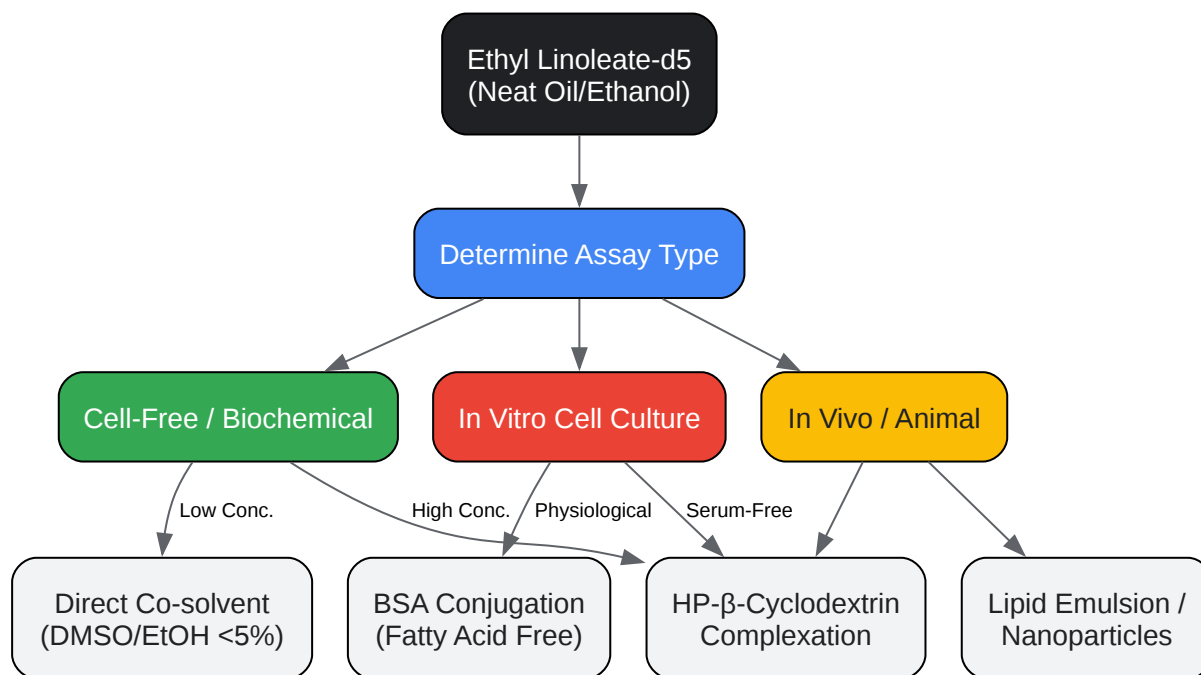 Ethyl Linoleate-d5
(Neat Oil/Ethanol)
Determine Assay Type
Cell-Free / Biochemical
In Vitro Cell Culture
In Vivo / Animal
Low Conc.
High Conc.
Physiological
Serum-Free
Direct Co-solvent
(DMSO/EtOH <5%)
BSA Conjugation
(Fatty Acid Free)
HP-β-Cyclodextrin
Complexation
Lipid Emulsion /
Nanoparticles